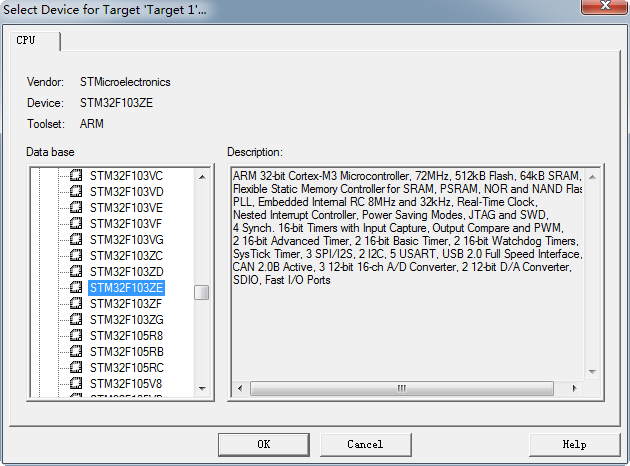 Select Device for Target 'Target 1'...
CPU
Vendor: STMicroelectronics
Device: STM32F103ZE
Toolset: ARM
Data base
Description:
STM32F103VC
STM32F103VD
STM32F103VE
STM32F103VF
STM32F103VG
STM32F103ZC
STM32F103ZD
STM32F103ZE
STM32F103ZF
STM32F103ZG
STM32F105R8
STM32F105RB
STM32F105RC
STM32F105V8
ARM 32-bit Cortex-M3 Microcontroller, 72MHz, 512kB Flash, 64kB SRAM,
Flexible Static Memory Controller for SRAM, PSRAM, NOR and NAND Flas
PLL, Embedded Internal RC 8MHz and 32kHz, Real-Time Clock,
Nested Interrupt Controller, Power Saving Modes, JTAG and SWD,
4 Synch. 16-bit Timers with Input Capture, Output Compare and PWM,
2 16-bit Advanced Timer, 2 16-bit Basic Timer, 2 16-bit Watchdog Timers,
SysTick Timer, 3 SPI/I2S, 2 I2C, 5 USART, USB 2.0 Full Speed Interface,
CAN 2.0B Active, 3 12-bit 16-ch A/D Converter, 2 12-bit D/A Converter,
SDIO, Fast I/O Ports
OK
Cancel
Help